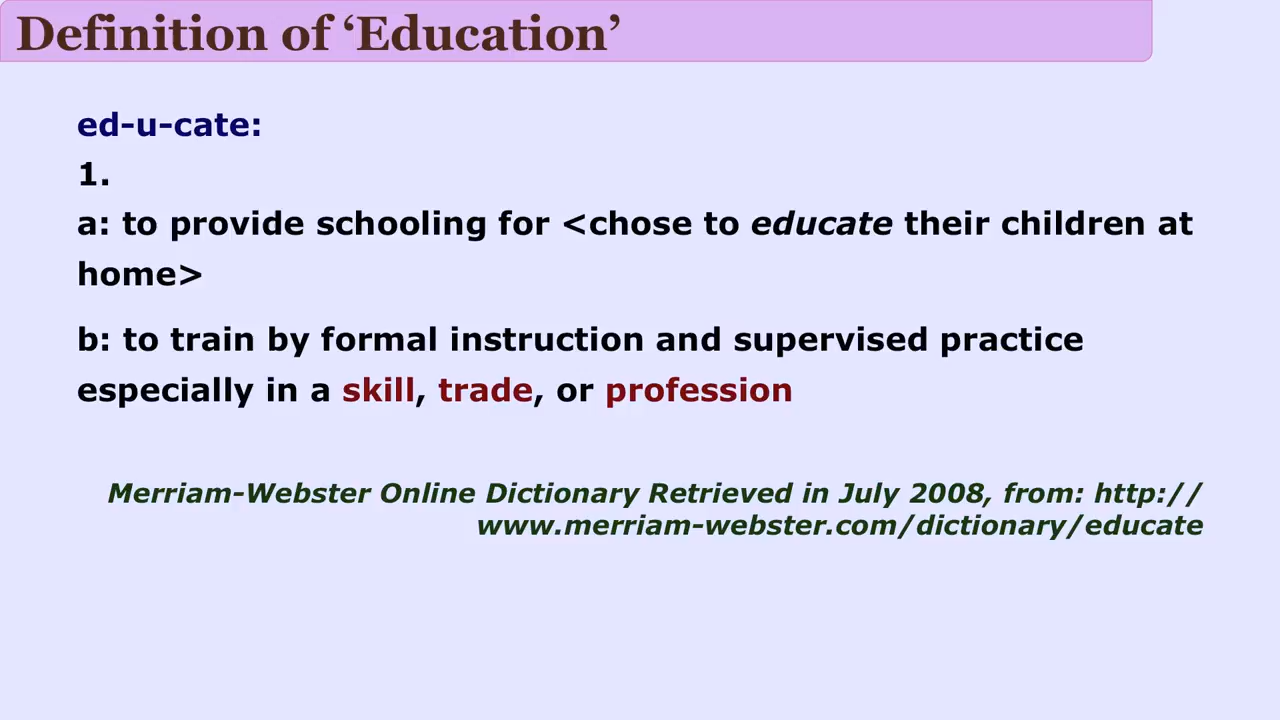 Definition of ‘Education’
ed-u-cate:
1.
a: to provide schooling for <chose to educate their children at
home>
b: to train by formal instruction and supervised practice
especially in a skill, trade, or profession
Merriam-Webster Online Dictionary Retrieved in July 2008, from: http://
www.merriam-webster.com/dictionary/educate